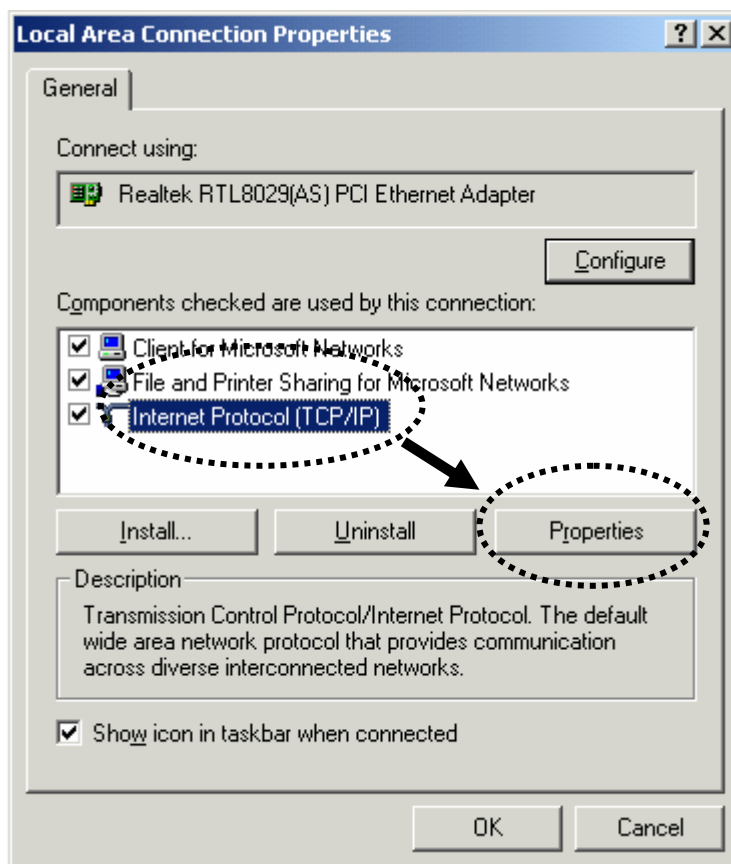 Local Area Connection Properties
General
Connect using:
Realtek RTL8029(AS) PCI Ethernet Adapter
Configure
Components checked are used by this connection:
Client for Microsoft Networks
File and Printer Sharing for Microsoft Networks
Internet Protocol (TCP/IP)
Install... Uninstall Properties
Description
Transmission Control Protocol/Internet Protocol. The default
wide area network protocol that provides communication
across diverse interconnected networks.
Show icon in taskbar when connected
OK Cancel